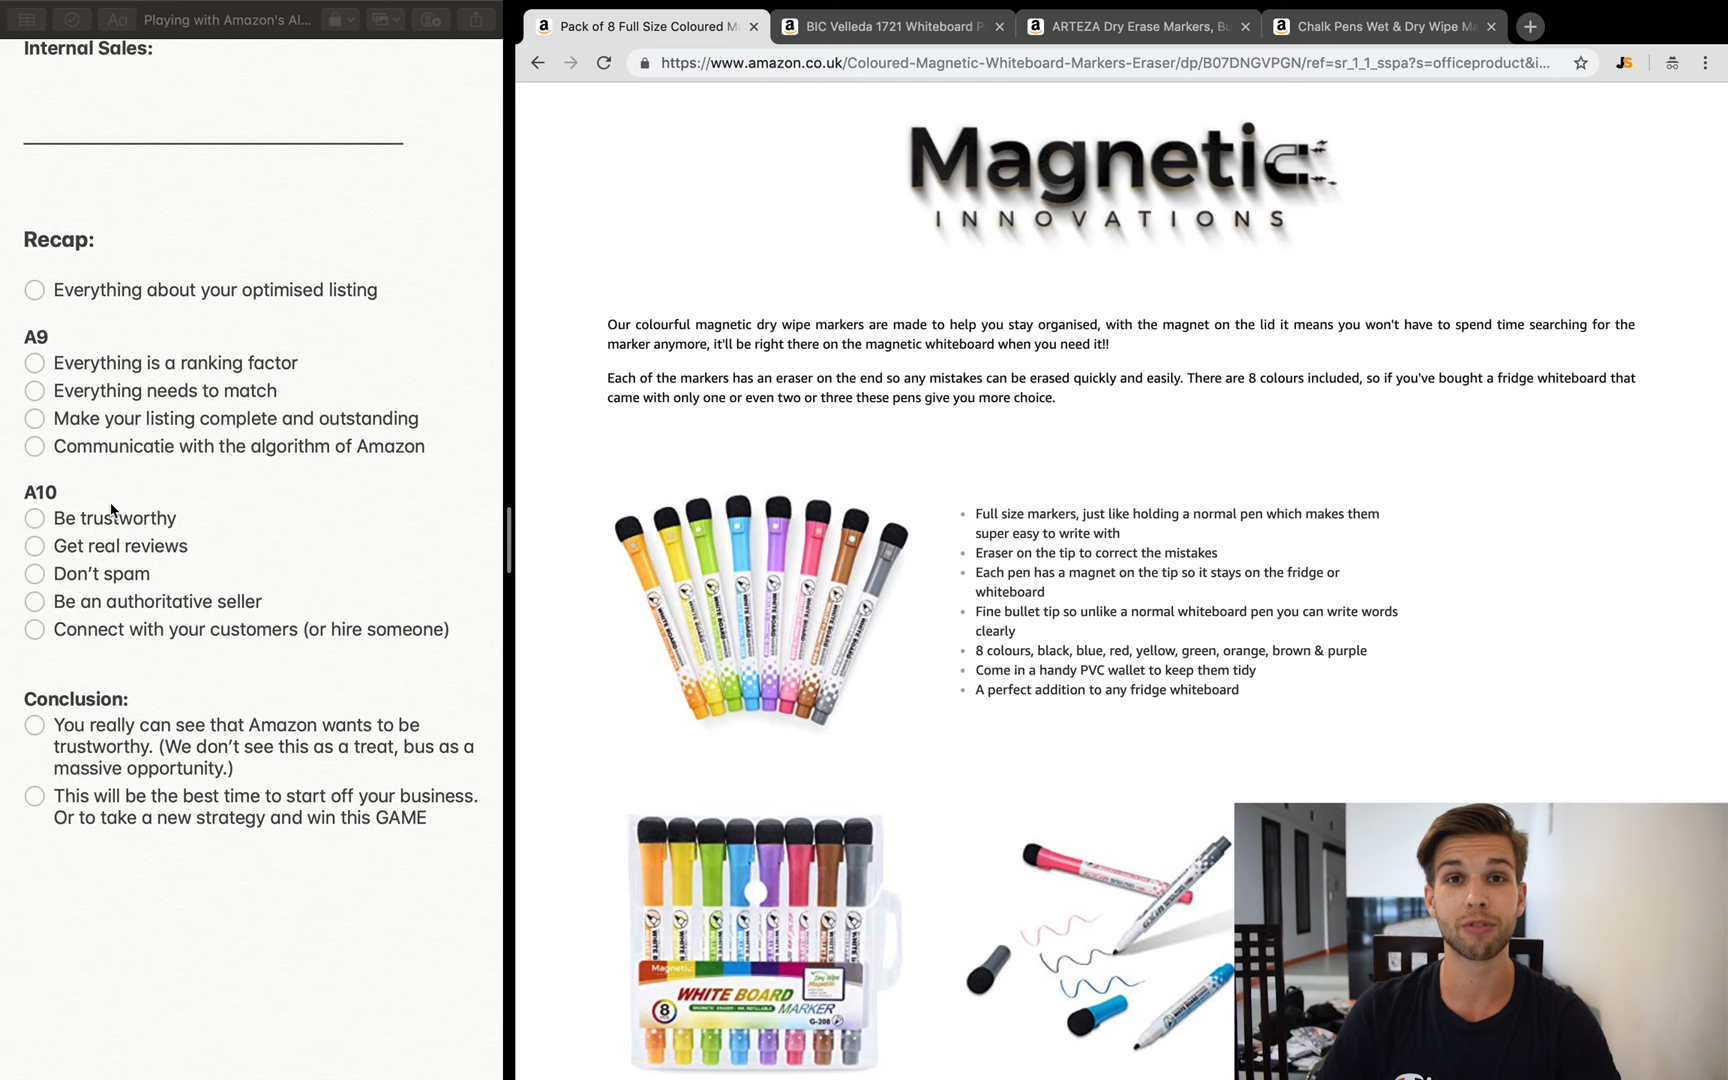 Playing with Amazon's Al...
Internal Sales:
Recap:
Everything about your optimised listing
A9
Everything is a ranking factor
Everything needs to match
Make your listing complete and outstanding
Communicatie with the algorithm of Amazon
A10
Be trustworthy
Get real reviews
Don’t spam
Be an authoritative seller
Connect with your customers (or hire someone)
Conclusion:
You really can see that Amazon wants to be
trustworthy. (We don’t see this as a treat, bus as a
massive opportunity.)
This will be the best time to start off your business.
Or to take a new strategy and win this GAME
Pack of 8 Full Size Coloured M
BIC Velleda 1721 Whiteboard P
ARTEZA Dry Erase Markers, Bu
Chalk Pens Wet & Dry Wipe Me
https://www.amazon.co.uk/Coloured-Magnetic-Whiteboard-Markers-Eraser/dp/B07DNGVPGN/ref=sr_1_1_sspa?s=officeproduct&i...
JS
Magnetic
INNOVATIONS
Our colourful magnetic dry wipe markers are made to help you stay organised, with the magnet on the lid it means you won't have to spend time searching for the
marker anymore, it'll be right there on the magnetic whiteboard when you need it!!
Each of the markers has an eraser on the end so any mistakes can be erased quickly and easily. There are 8 colours included, so if you've bought a fridge whiteboard that
came with only one or even two or three these pens give you more choice.
Full size markers, just like holding a normal pen which makes them
super easy to write with
Eraser on the tip to correct the mistakes
Each pen has a magnet on the tip so it stays on the fridge or
whiteboard
Fine bullet tip so unlike a normal whiteboard pen you can write words
clearly
8 colours, black, blue, red, yellow, green, orange, brown & purple
Come in a handy PVC wallet to keep them tidy
A perfect addition to any fridge whiteboard
Magnetic
WHITE BOARD
MARKER
8
G-208